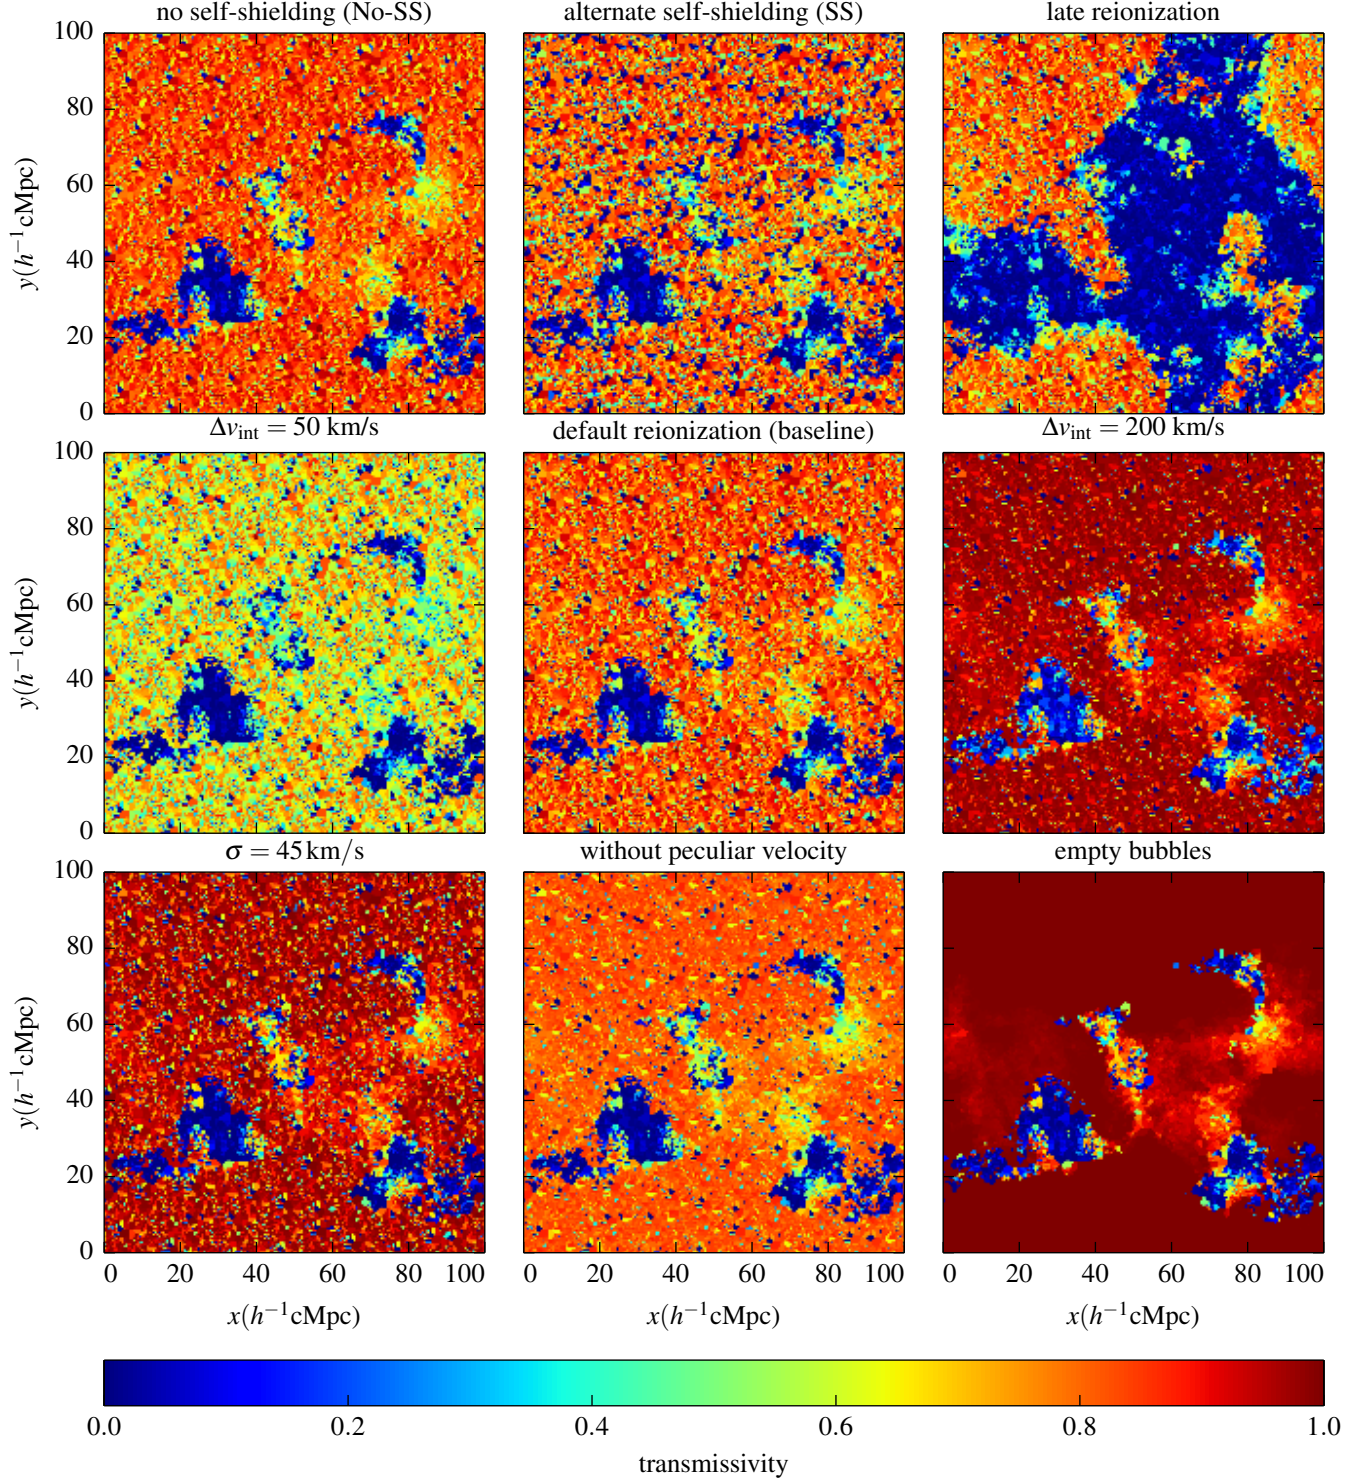 no self-shielding (No-SS) alternate self-shielding (SS) late reionization
100
80
60
40
20
0
y(h⁻¹cMpc)
Δv_int = 50 km/s default reionization (baseline) Δv_int = 200 km/s
100
80
60
40
20
0
y(h⁻¹cMpc)
σ = 45 km/s without peculiar velocity empty bubbles
100
80
60
40
20
0
y(h⁻¹cMpc)
0 20 40 60 80 100 0 20 40 60 80 100 0 20 40 60 80 100
x(h⁻¹cMpc) x(h⁻¹cMpc) x(h⁻¹cMpc)
0.0 0.2 0.4 0.6 0.8 1.0
transmissivity